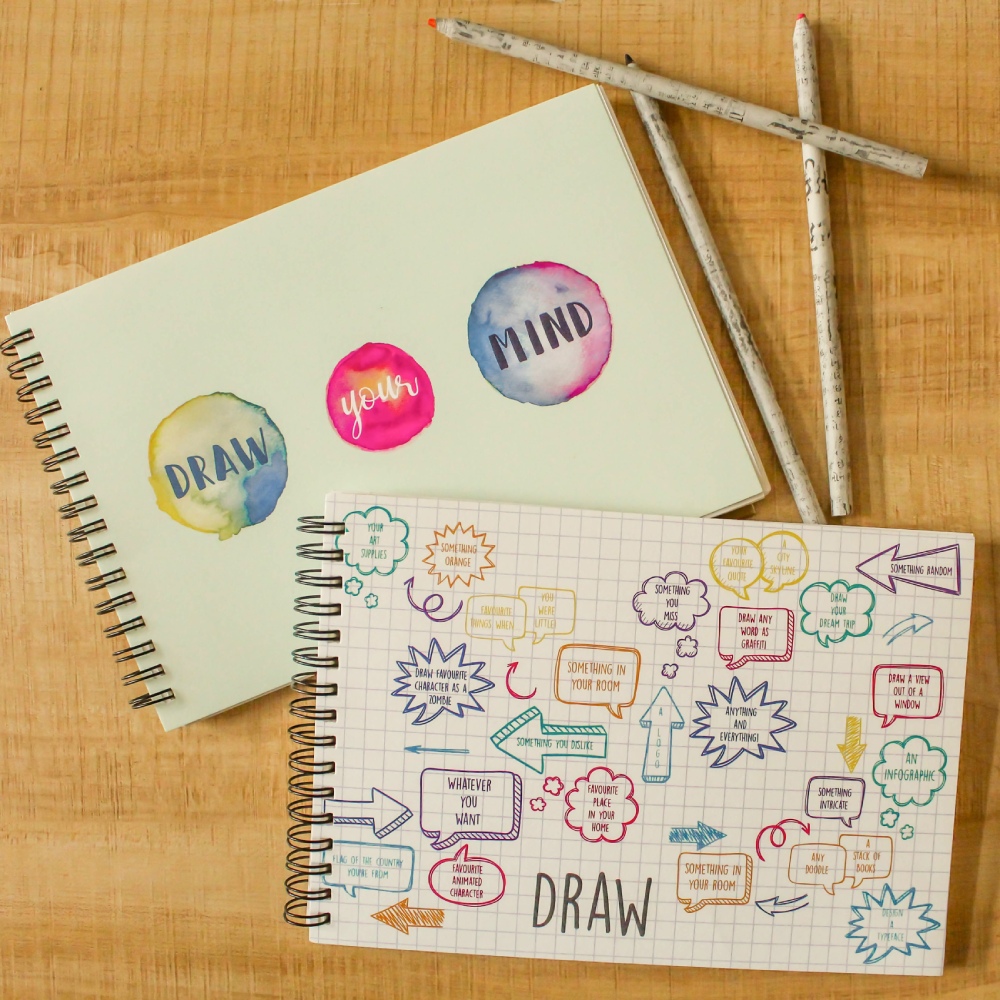 DRAW
your
MIND
YOUR
ART
SUPPLIES
SOMETHING
ORANGE
FAVOURITE
THINGS WHEN
YOU
WERE
LITTLE
SOMETHING
YOU
MISS
YOUR
FAVOURITE
QUOTE
A
CITY
SKYLINE
SOMETHING RANDOM
DRAW ANY
WORD AS
GRAFFITI
DRAW
YOUR
DREAM TRIP
DRAW FAVOURITE
CHARACTER AS A
ZOMBIE
SOMETHING IN
YOUR ROOM
DRAW A VIEW
OUT OF A
WINDOW
SOMETHING YOU DISLIKE
A
LOGO
ANYTHING
AND
EVERYTHING!
AN
INFOGRAPHIC
WHATEVER
YOU
WANT
FAVOURITE
PLACE
IN YOUR
HOME
SOMETHING
INTRICATE
FLAG OF THE COUNTRY
YOU'RE FROM
FAVOURITE
ANIMATED
CHARACTER
SOMETHING IN
YOUR ROOM
ANY
DOODLE
A
STACK OF
BOOKS
DESIGN
A
TYPEFACE
DRAW